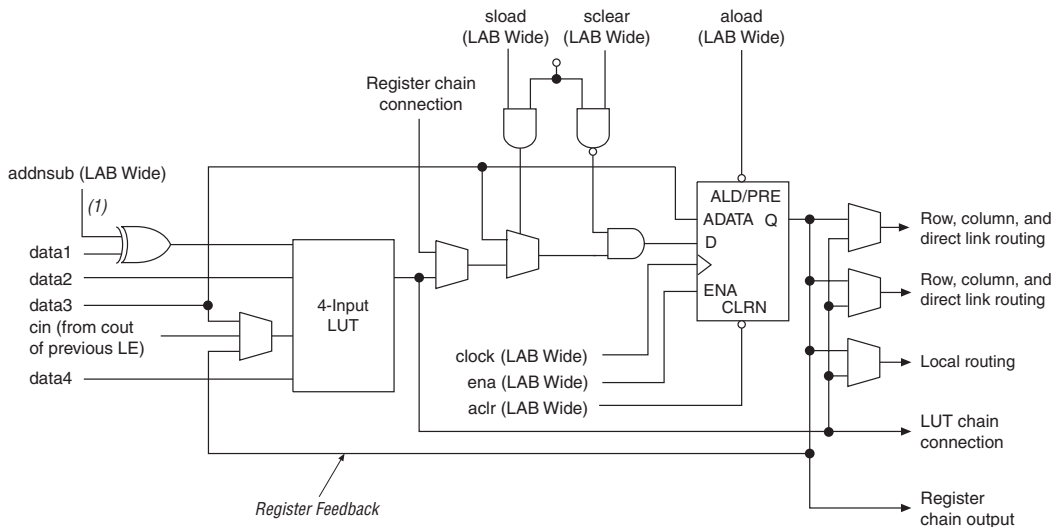 sload
(LAB Wide)
sclear
(LAB Wide)
aload
(LAB Wide)
Register chain
connection
addnsub (LAB Wide)
(1)
data1
data2
data3
cin (from cout
of previous LE)
data4
4-Input
LUT
ALD/PRE
ADATA Q
D
ENA
CLRN
clock (LAB Wide)
ena (LAB Wide)
aclr (LAB Wide)
Row, column, and
direct link routing
Row, column, and
direct link routing
Local routing
LUT chain
connection
Register
chain output
Register Feedback